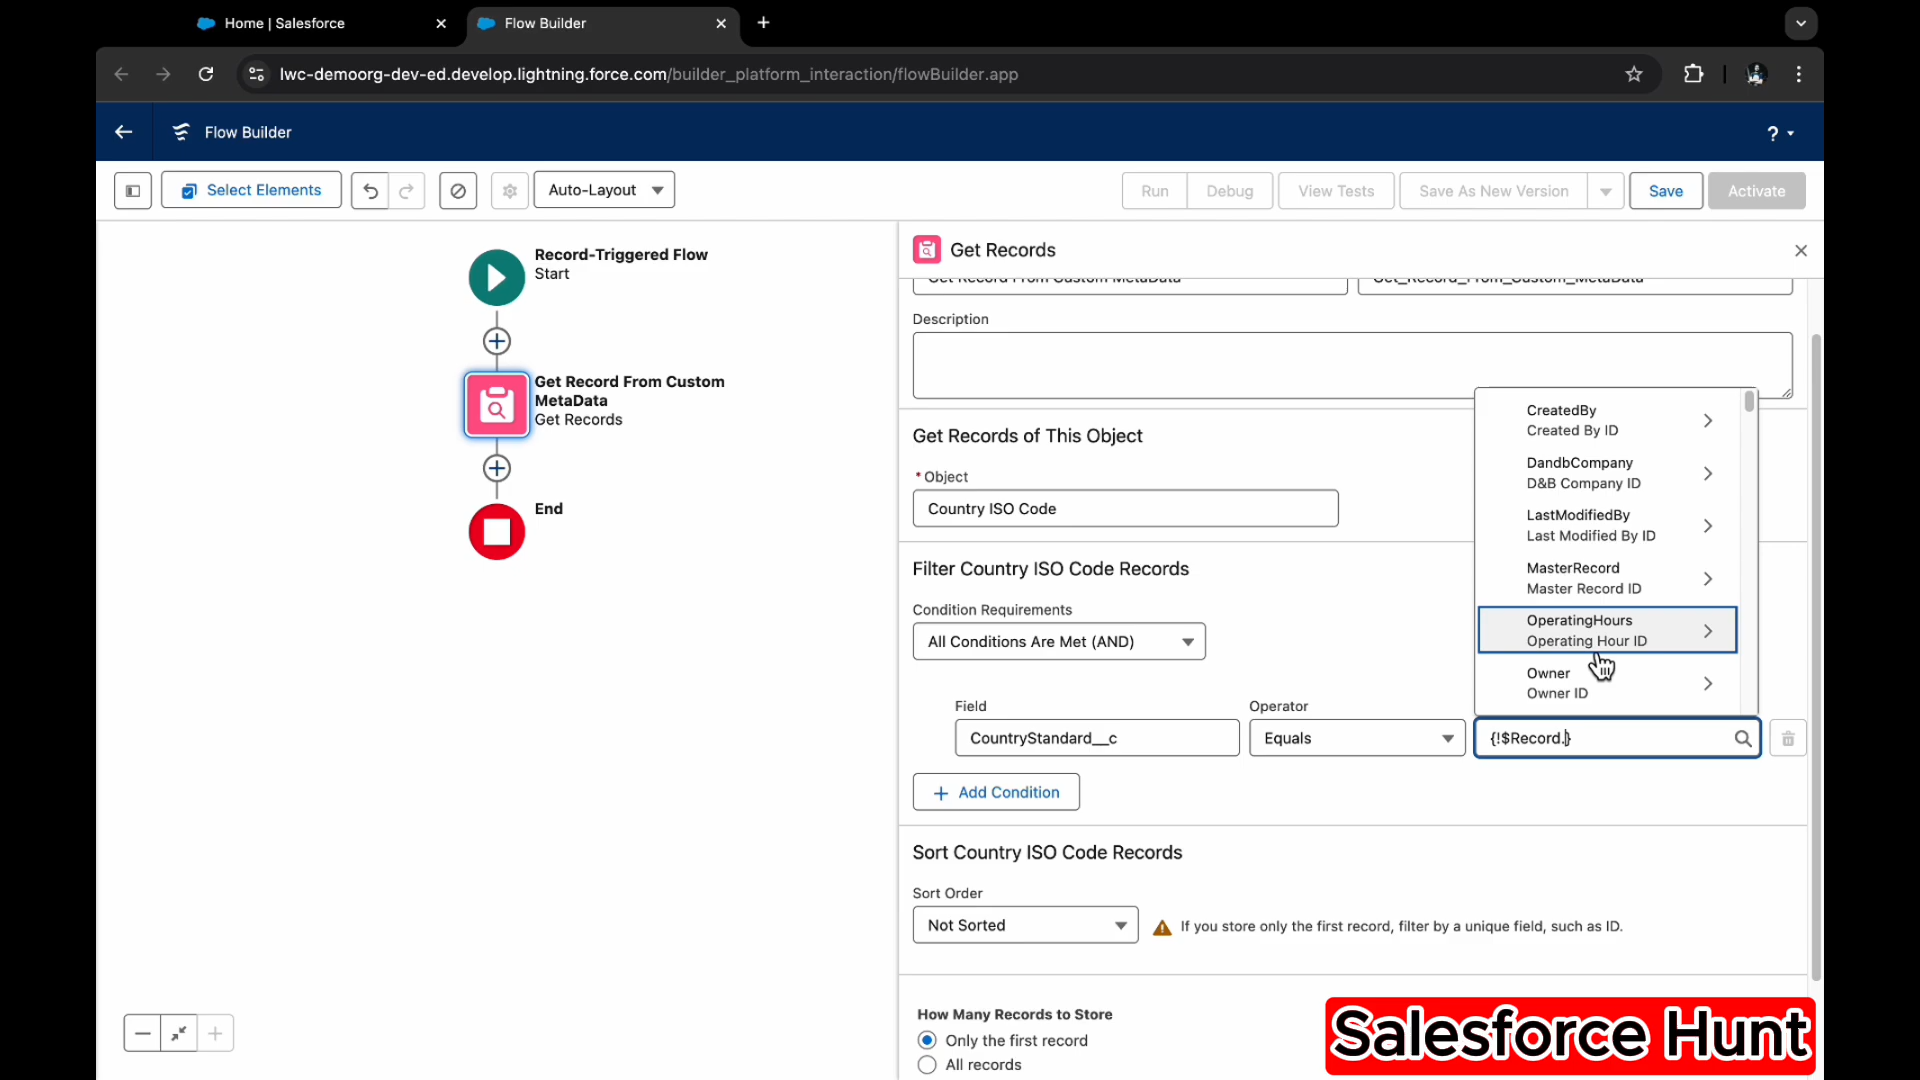 Home | Salesforce
Flow Builder
lwc-demoorg-dev-ed.develop.lightning.force.com/builder_platform_interaction/flowBuilder.app
Flow Builder
?
Select Elements
Auto-Layout
Run
Debug
View Tests
Save As New Version
Save
Activate
Record-Triggered Flow
Start
Get Record From Custom
MetaData
Get Records
End
Get Records
Get Record From Custom MetaData
Get_Record_From_Custom_MetaData
Description
Get Records of This Object
* Object
Country ISO Code
Filter Country ISO Code Records
Condition Requirements
All Conditions Are Met (AND)
Field
Operator
CountryStandard__c
Equals
{!$Record.}
CreatedBy
Created By ID
DandbCompany
D&B Company ID
LastModifiedBy
Last Modified By ID
MasterRecord
Master Record ID
OperatingHours
Operating Hour ID
Owner
Owner ID
Add Condition
Sort Country ISO Code Records
Sort Order
Not Sorted
If you store only the first record, filter by a unique field, such as ID.
How Many Records to Store
Only the first record
All records
Salesforce Hunt